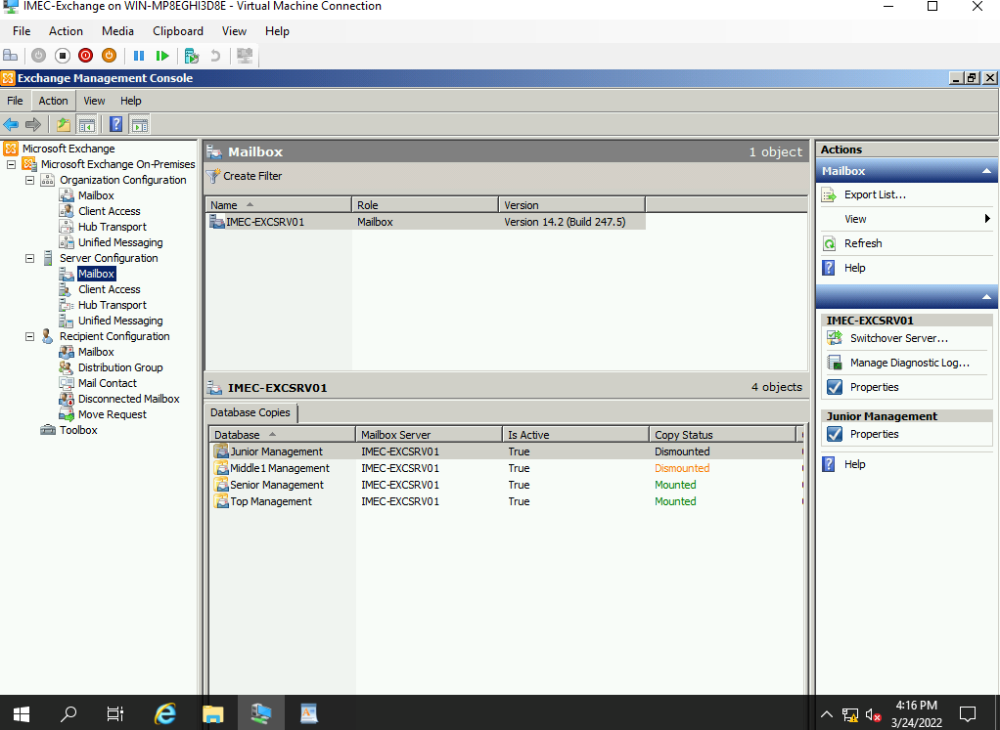 IMEC-Exchange on WIN-MP8EGHI3D8E - Virtual Machine Connection
File Action Media Clipboard View Help
Exchange Management Console
File Action View Help
Microsoft Exchange
Microsoft Exchange On-Premises
Organization Configuration
Mailbox
Client Access
Hub Transport
Unified Messaging
Server Configuration
Mailbox
Client Access
Hub Transport
Unified Messaging
Recipient Configuration
Mailbox
Distribution Group
Mail Contact
Disconnected Mailbox
Move Request
Toolbox
Mailbox 1 object
Create Filter
Name Role Version
IMEC-EXCSRV01 Mailbox Version 14.2 (Build 247.5)
IMEC-EXCSRV01 4 objects
Database Copies
Database Mailbox Server Is Active Copy Status
Junior Management IMEC-EXCSRV01 True Dismounted
Middle1 Management IMEC-EXCSRV01 True Dismounted
Senior Management IMEC-EXCSRV01 True Mounted
Top Management IMEC-EXCSRV01 True Mounted
Actions
Mailbox
Export List...
View
Refresh
Help
IMEC-EXCSRV01
Switchover Server...
Manage Diagnostic Log...
Properties
Junior Management
Properties
Help
4:16 PM
3/24/2022